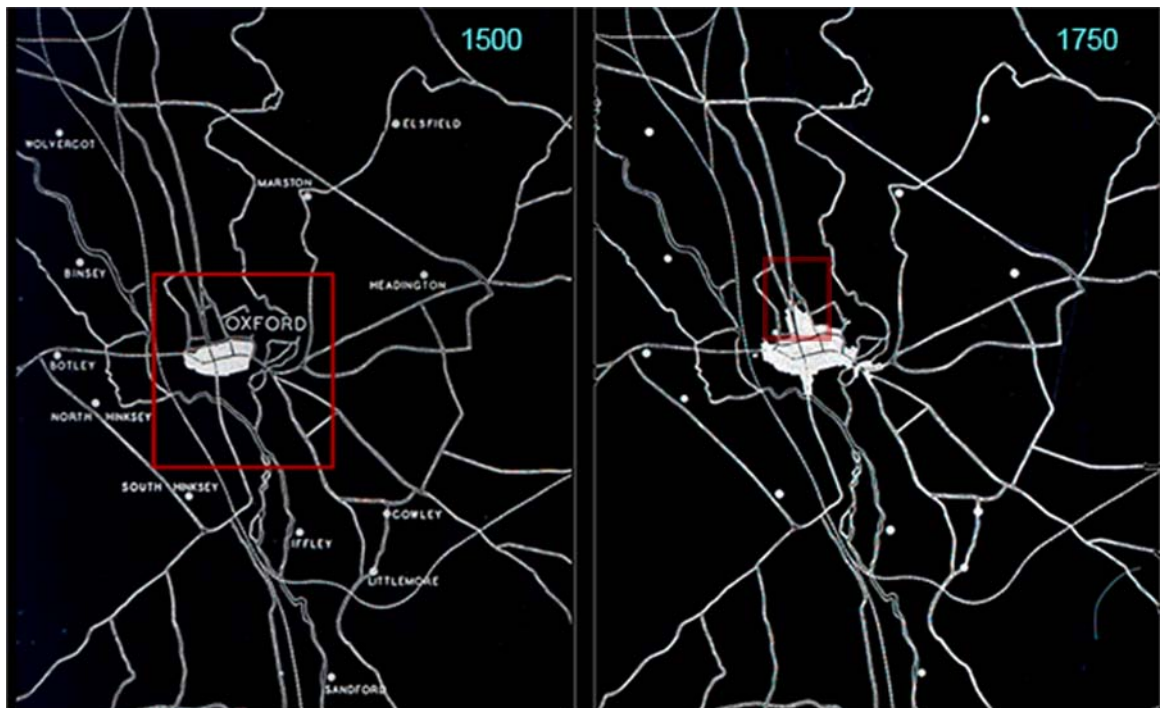 1500
1750
ELSFIELD
WOLVERCOT
MARSTON
BINSEY
HEADINGTON
OXFORD
BOTLEY
NORTH HINKSEY
SOUTH HINKSEY
COWLEY
IFFLEY
LITTLEMORE
SANDFORD